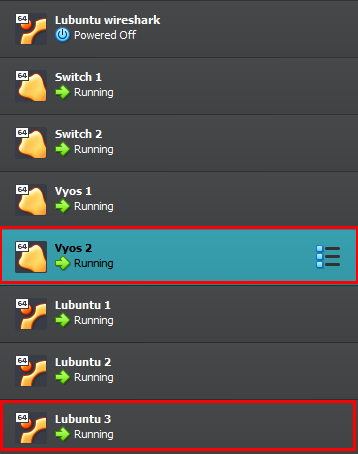 64
Lubuntu wireshark
Powered Off
64
Switch 1
Running
64
Switch 2
Running
64
Vyos 1
Running
64
Vyos 2
Running
64
Lubuntu 1
Running
64
Lubuntu 2
Running
64
Lubuntu 3
Running